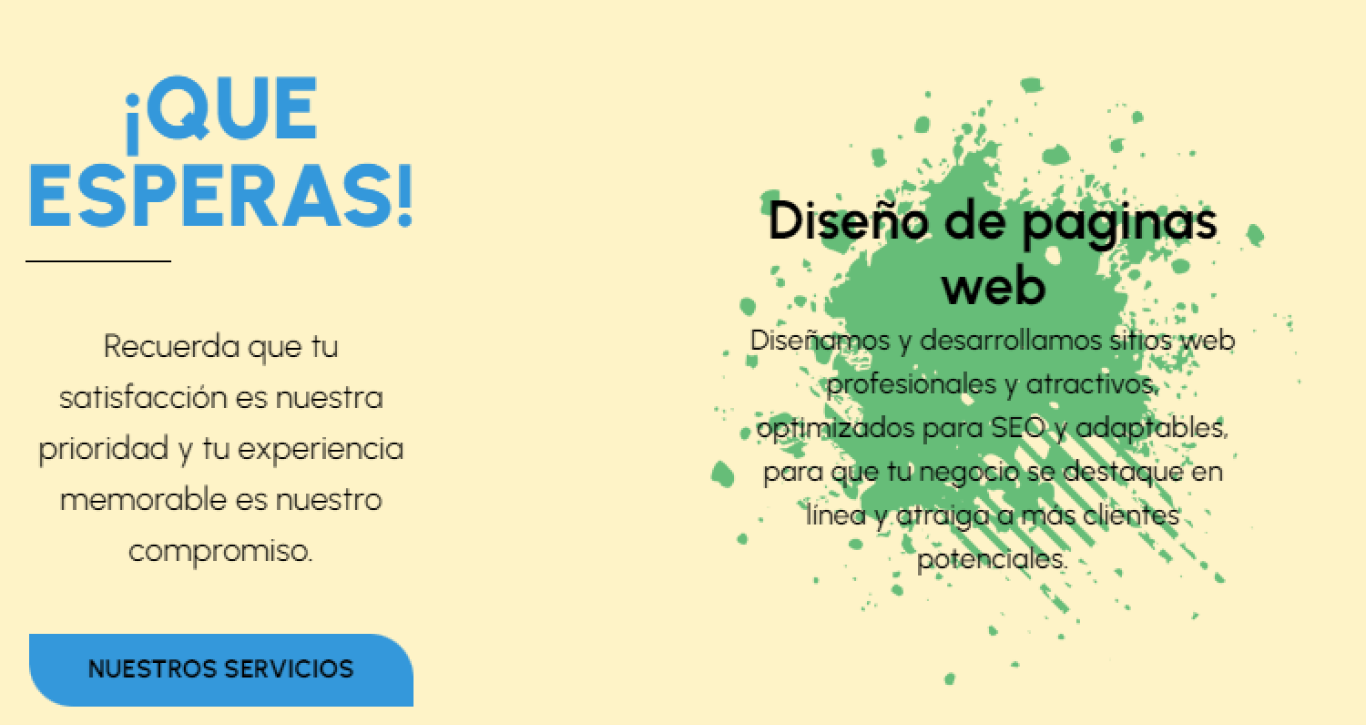 ¡QUE
ESPERAS!
Recuerda que tu
satisfacción es nuestra
prioridad y tu experiencia
memorable es nuestro
compromiso.
NUESTROS SERVICIOS
Diseño de paginas
web
Diseñamos y desarrollamos sitios web
profesionales y atractivos,
optimizados para SEO y adaptables,
para que tu negocio se destaque en
línea y atraiga a más clientes
potenciales.